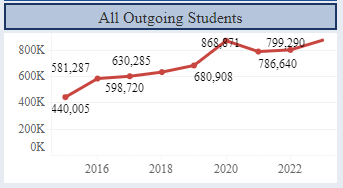 All Outgoing Students
800K
600K
400K
200K
0K
440,005
581,287
598,720
630,285
680,908
868,871
786,640
799,290
2016
2018
2020
2022